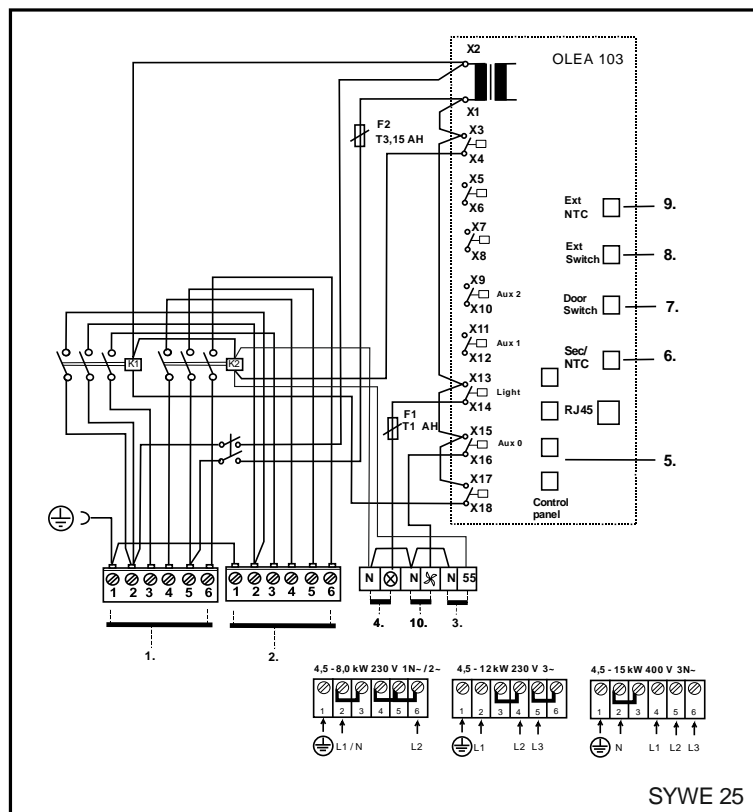 OLEA 103
X2
X1
F2
T3,15 AH
X3
X4
X5
X6
X7
X8
X9
Aux 2
X10
X11
Aux 1
X12
X13
Light
X14
X15
Aux 0
X16
X17
X18
Ext
NTC
9.
Ext
Switch
8.
Door
Switch
7.
Sec/
NTC
6.
RJ45
5.
Control
panel
K1
K2
F1
T1 AH
1 2 3 4 5 6
1 2 3 4 5 6
N N N 55
1.
2.
4. 10. 3.
4,5 - 8,0 kW 230 V 1N~ / 2~
1 2 3 4 5 6
L1 / N L2
4,5 - 12 kW 230 V 3~
1 2 3 4 5 6
L1 L2 L3
4,5 - 15 kW 400 V 3N~
1 2 3 4 5 6
N L1 L2 L3
SYWE 25